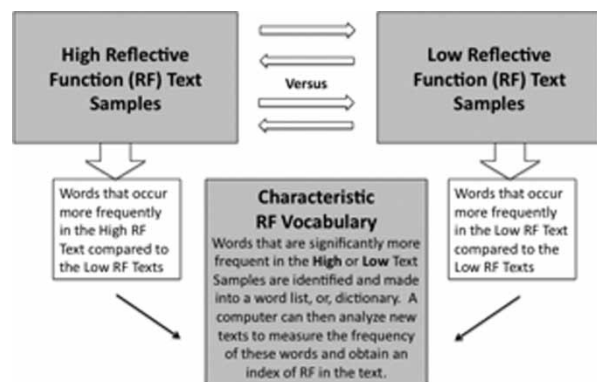 High Reflective
Function (RF) Text
Samples
Versus
Low Reflective
Function (RF) Text
Samples
Words that occur
more frequently
in the High RF
Text compared to
the Low RF Texts
Characteristic
RF Vocabulary
Words that are significantly more
frequent in the High or Low Text
Samples are identified and made
into a word list, or, dictionary. A
computer can then analyze new
texts to measure the frequency
of these words and obtain an
index of RF in the text.
Words that occur
more frequently
in the Low RF Text
compared to the
Low RF Texts